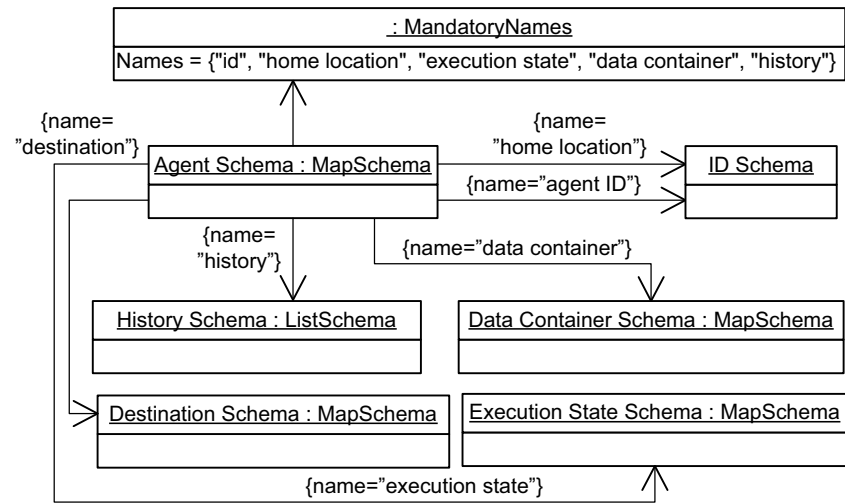 : MandatoryNames
Names = {"id", "home location", "execution state", "data container", "history"}
{name=
”destination”}
{name=
”home location”}
Agent Schema : MapSchema
ID Schema
{name=”agent ID”}
{name=
”history”}
{name=”data container”}
History Schema : ListSchema
Data Container Schema : MapSchema
Destination Schema : MapSchema
Execution State Schema : MapSchema
{name=”execution state”}